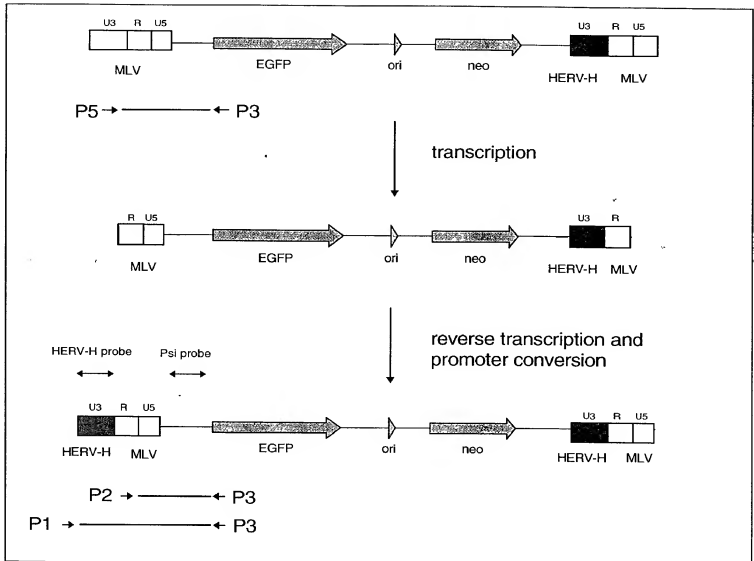 U3 R U5 U3 R U5
EGFP ori neo
MLV HERV-H MLV
P5 P3
transcription
R U5 U3 R
MLV EGFP ori neo HERV-H MLV
reverse transcription and
promoter conversion
HERV-H probe Psi probe
U3 R U5 U3 R U5
EGFP ori neo
HERV-H MLV HERV-H MLV
P2 P3
P1 P3